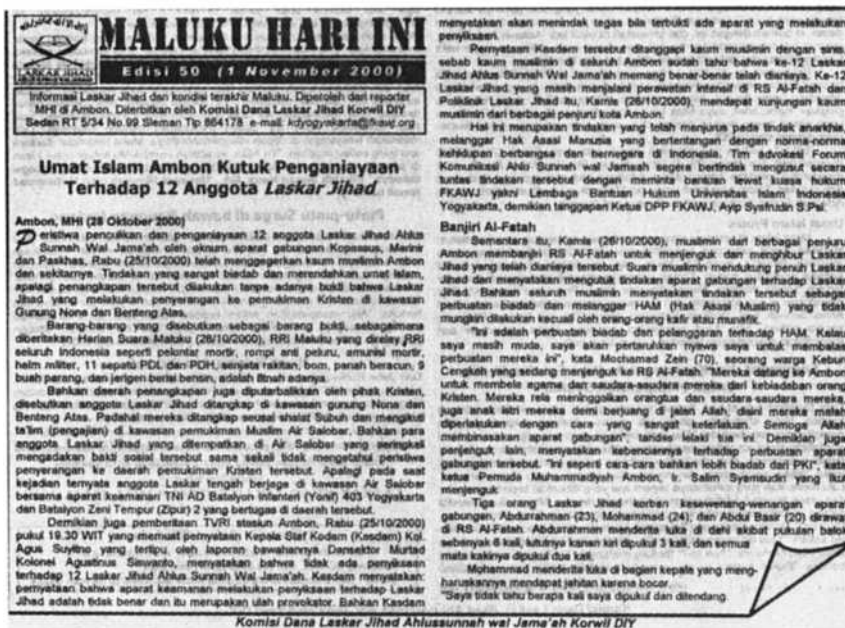 LASKAR JIHAD
MALUKU HARI INI
Edisi 50 (1 November 2000)
Informasi Laskar Jihad dan kondisi terakhir Maluku. Diperoleh dari reporter
MHI di Ambon. Diterbitkan oleh Komisi Dana Laskar Jihad Korwil DIY
Sedan RT 5/34 No.99 Sleman Tlp 864178 e-mail: kdyogyakarta@fkawj.org
Umat Islam Ambon Kutuk Penganiayaan
Terhadap 12 Anggota Laskar Jihad
Ambon, MHI (28 Oktober 2000)
Peristiwa penculikan dan penganiayaan 12 anggota Laskar Jihad Ahlus
Sunnah Wal Jama'ah oleh oknum aparat gabungan Kopassus, Marinir
dan Paskhas, Rabu (25/10/2000) telah menggegerkan kaum muslimin Ambon
dan sekitarnya. Tindakan yang sangat biadab dan merendahkan umat Islam,
apalagi penangkapan tersebut dilakukan tanpa adanya bukti bahwa Laskar
Jihad yang melakukan penyerangan ke pemukiman Kristen di kawasan
Gunung Nona dan Benteng Atas.
Barang-barang yang disebutkan sebagai barang bukti, sebagaimana
diberitakan Harian Suara Maluku (26/10/2000), RRI Maluku yang direlay RRI
seluruh Indonesia seperti pelontar mortir, rompi anti peluru, amunisi mortir,
helm militer, 11 sepatu PDL dan PDH, senjata rakitan, bom, panah beracun, 9
buah parang, dan jerigen berisi bensin, adalah fitnah adanya.
Bahkan daerah penangkapan juga diputarbalikkan oleh pihak Kristen,
disebutkan anggota Laskar Jihad ditangkap di kawasan gunung Nona dan
Benteng Atas. Padahal mereka ditangkap seusai shalat Subuh dan mengikuti
ta'lim (pengajian) di kawasan pemukiman Muslim Air Salobar. Bahkan para
anggota Laskar Jihad yang ditempatkan di Air Salobar yang seringkali
mengadakan bakti sosial tersebut sama sekali tidak mengetahui peristiwa
penyerangan ke daerah pemukiman Kristen tersebut. Apalagi pada saat
kejadian ternyata anggota Laskar tengah berjaga di kawasan Air Salobar
bersama aparat keamanan TNI AD Batalyon Infanteri (Yonif) 403 Yogyakarta
dan Batalyon Zeni Tempur (Zipur) 2 yang bertugas di daerah tersebut.
Demikian juga pemberitaan TVRI stasiun Ambon, Rabu (25/10/2000)
pukul 19.30 WIT yang memuat pernyataan Kepala Staf Kodam (Kasdam) Kol.
Agus Suyitno yang tertipu oleh laporan bawahannya Dansektor Murtad
Kolonel Agustinus Siswanto, menyatakan bahwa tidak ada penyiksaan
terhadap 12 Laskar Jihad Ahlus Sunnah Wal Jama'ah. Kasdam menyatakan:
pernyataan bahwa aparat keamanan melakukan penyiksaan terhadap Laskar
Jihad adalah tidak benar dan itu merupakan ulah provokator. Bahkan Kasdam
menyatakan akan menindak tegas bila terbukti ada aparat yang melakukan
penyiksaan.
Pernyataan Kasdam tersebut ditanggapi kaum muslimin dengan sinis,
sebab kaum muslimin di seluruh Ambon sudah tahu bahwa ke-12 Laskar
Jihad Ahlus Sunnah Wal Jama'ah memang benar-benar telah dianiaya. Ke-12
Laskar Jihad yang masih menjalani perawatan intensif di RS Al-Fatah dan
Poliklinik Laskar Jihad itu, Kamis (26/10/2000), mendapat kunjungan kaum
muslimin dari berbagai penjuru kota Ambon.
Hal ini merupakan tindakan yang telah menjurus pada tindak anarkhis,
melanggar Hak Asasi Manusia yang bertentangan dengan norma-norma
kehidupan berbangsa dan bernegara di Indonesia. Tim advokasi Forum
Komunikasi Ahlu Sunnah wal Jamaah segera bertindak mengusut secara
tuntas tindakan tersebut dengan meminta bantuan lewat kuasa hukum
FKAWJ yakni Lembaga Bantuan Hukum Universitas Islam Indonesia
Yogyakarta, demikian tanggapan Ketua DPP FKAWJ, Ayip Syafrudin S.Psi.
Banjiri Al-Fatah
Sementara itu, Kamis (26/10/2000), muslimin dari berbagai penjuru
Ambon membanjiri RS Al-Fatah untuk menjenguk dan menghibur Laskar
Jihad yang telah dianiaya tersebut. Suara muslimin mendukung penuh Laskar
Jihad dan menyatakan mengutuk tindakan aparat gabungan terhadap Laskar
Jihad. Bahkan seluruh muslimin menyatakan tindakan tersebut sebagai
perbuatan biadab dan melanggar HAM (Hak Asasi Muslim) yang tidak
mungkin dilakukan kecuali oleh orang-orang kafir atau munafik.
"Ini adalah perbuatan biadab dan pelanggaran terhadap HAM. Kalau
saya masih muda, saya akan pertaruhkan nyawa saya untuk membalas
perbuatan mereka ini", kata Mochamad Zein (70), seorang warga Kebun
Cengkeh yang sedang menjenguk ke RS Al-Fatah. "Mereka datang ke Ambon
untuk membela agama dan saudara-saudara mereka dari kebiadaban orang
Kristen. Mereka rela meninggalkan orangtua dan saudara-saudara mereka,
juga anak istri mereka demi berjuang di jalan Allah, disini mereka malah
diperlakukan dengan cara yang sangat keterlaluan. Semoga Allah
membinasakan aparat gabungan", tandas lelaki tua ini. Demikian juga
penjenguk lain, menyatakan kebenciannya terhadap perbuatan aparat
gabungan tersebut. "Ini seperti cara-cara bahkan lebih biadab dari PKI", kata
ketua Pemuda Muhammadiyah Ambon, Ir. Salim Syamsudin yang ikut
menjenguk.
Tiga orang Laskar Jihad korban kesewenang-wenangan aparat
gabungan, Abdurrahman (23), Mohammad (24), dan Abdul Basir (20) dirawat
di RS Al-Fatah. Abdurrahman menderita luka di dahi akibat pukulan balok
sebanyak 6 kali, lututnya kanan kiri dipukul 3 kali, dan semua
mata kakinya dipukul dua kali.
Mohammad menderita luka di bagien kepala yang meng-
haruskannya mendapat jahitan karena bocor.
"Saya tidak tahu berapa kali saya dipukul dan ditendang.
Komisi Dana Laskar Jihad Ahlussunnah wal Jama'ah Korwil DIY